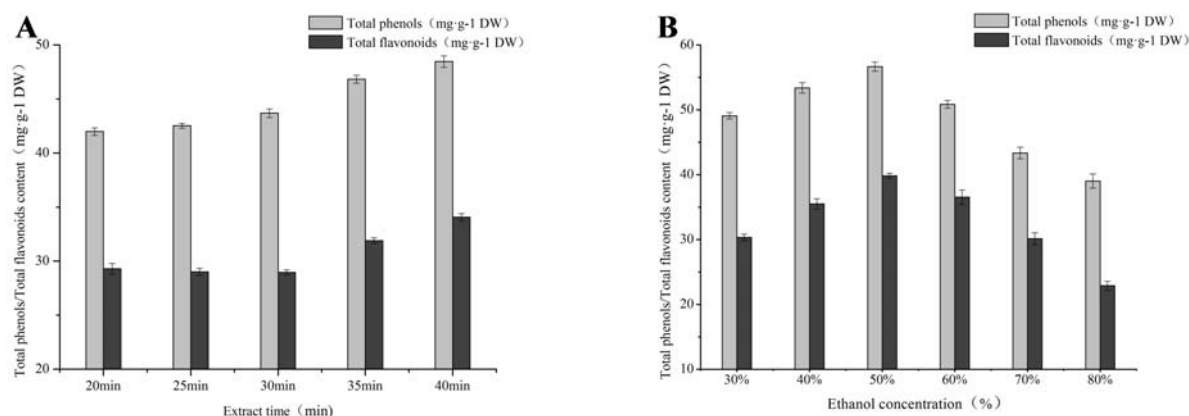 A
Total phenols（mg·g-1 DW）
Total flavonoids（mg·g-1 DW）
Total phenols/Total flavonoids content（mg·g-1 DW）
50
40
30
20
20min
25min
30min
35min
40min
Extract time（min）
B
Total phenols（mg·g-1 DW）
Total flavonoids（mg·g-1 DW）
Total phenols/Total flavonoids content（mg·g-1 DW）
60
50
40
30
20
10
30%
40%
50%
60%
70%
80%
Ethanol concentration（%）